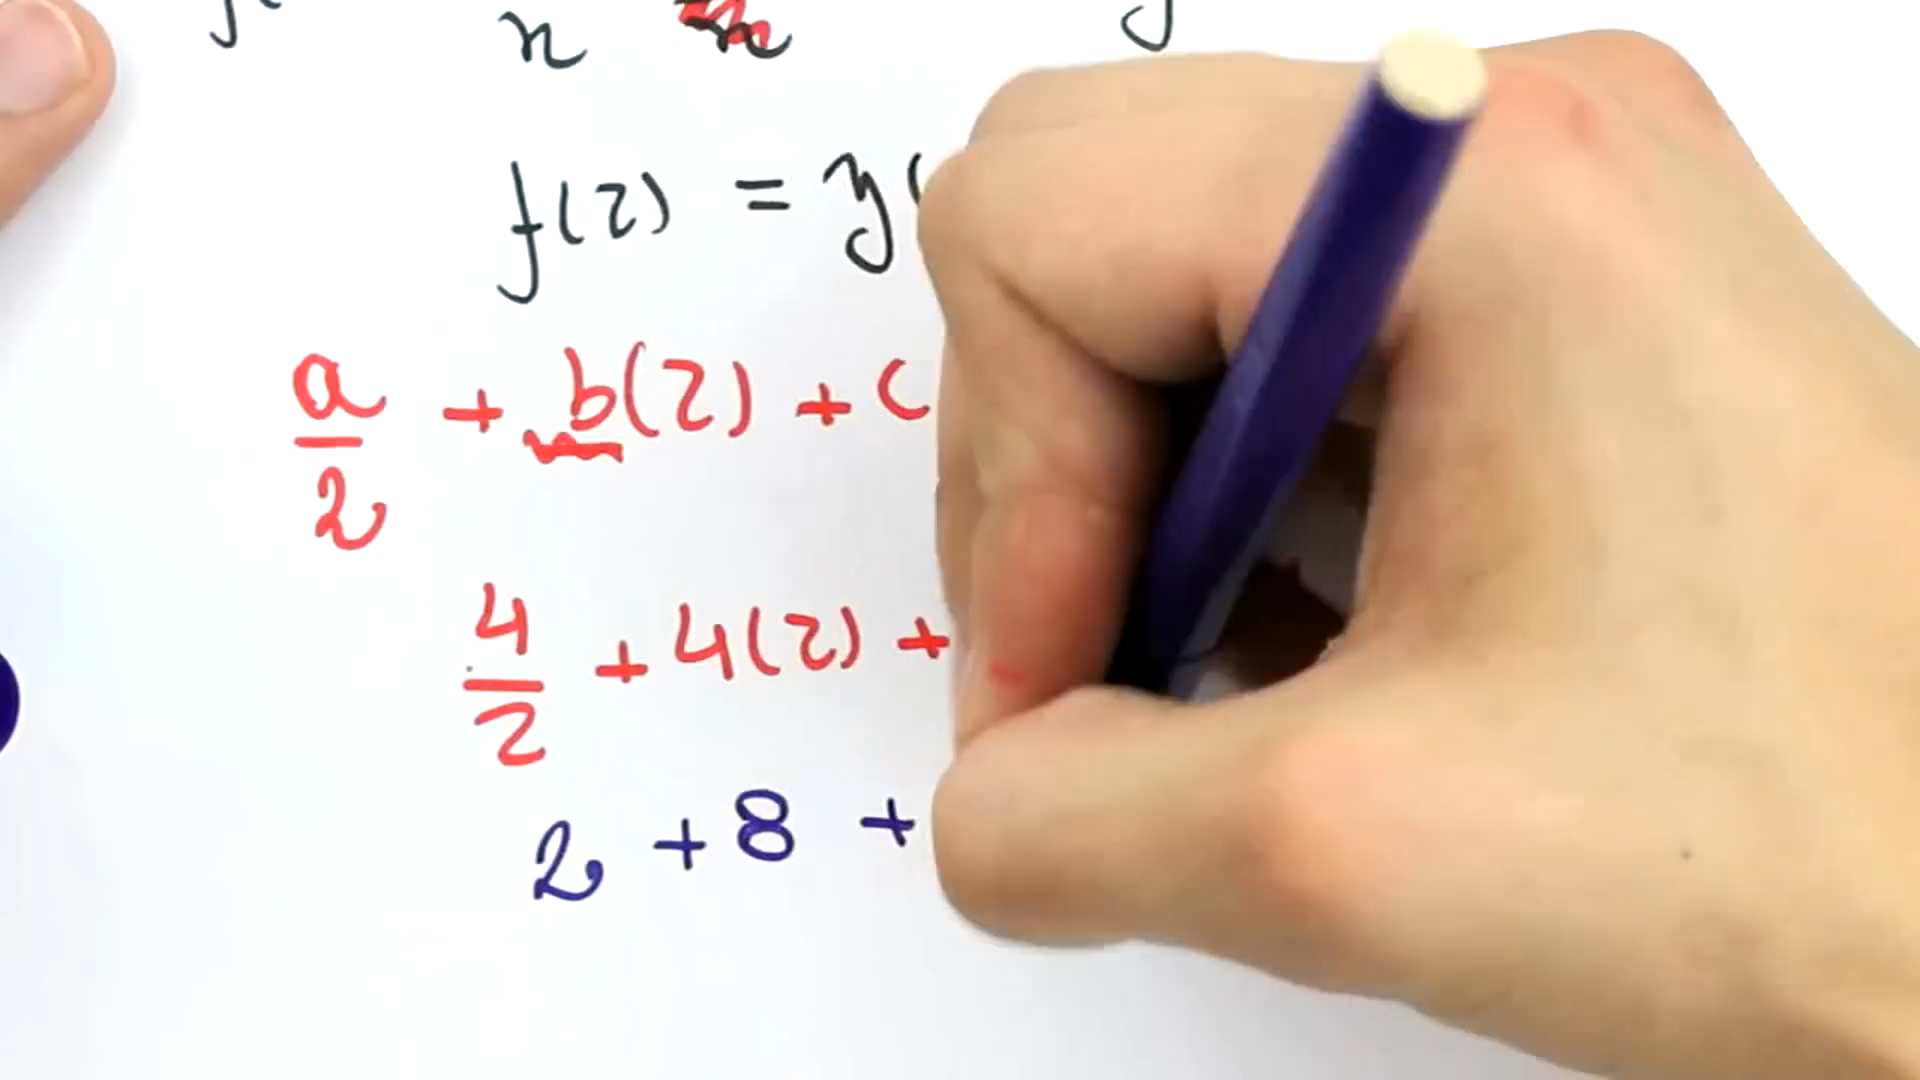 n n
f(2) = y(
a/2 + b(2) + c
4/2 + 4(2) +
2 + 8 +